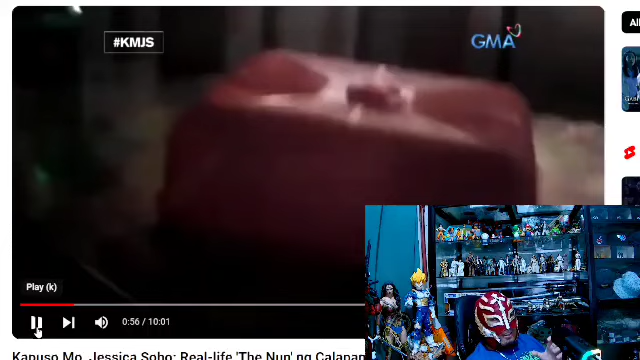 #KMJS
GMA
All
Play (k)
0:56 / 10:01
Kapuso Mo, Jessica Soho: Real-life 'The Nun' ng Calapan